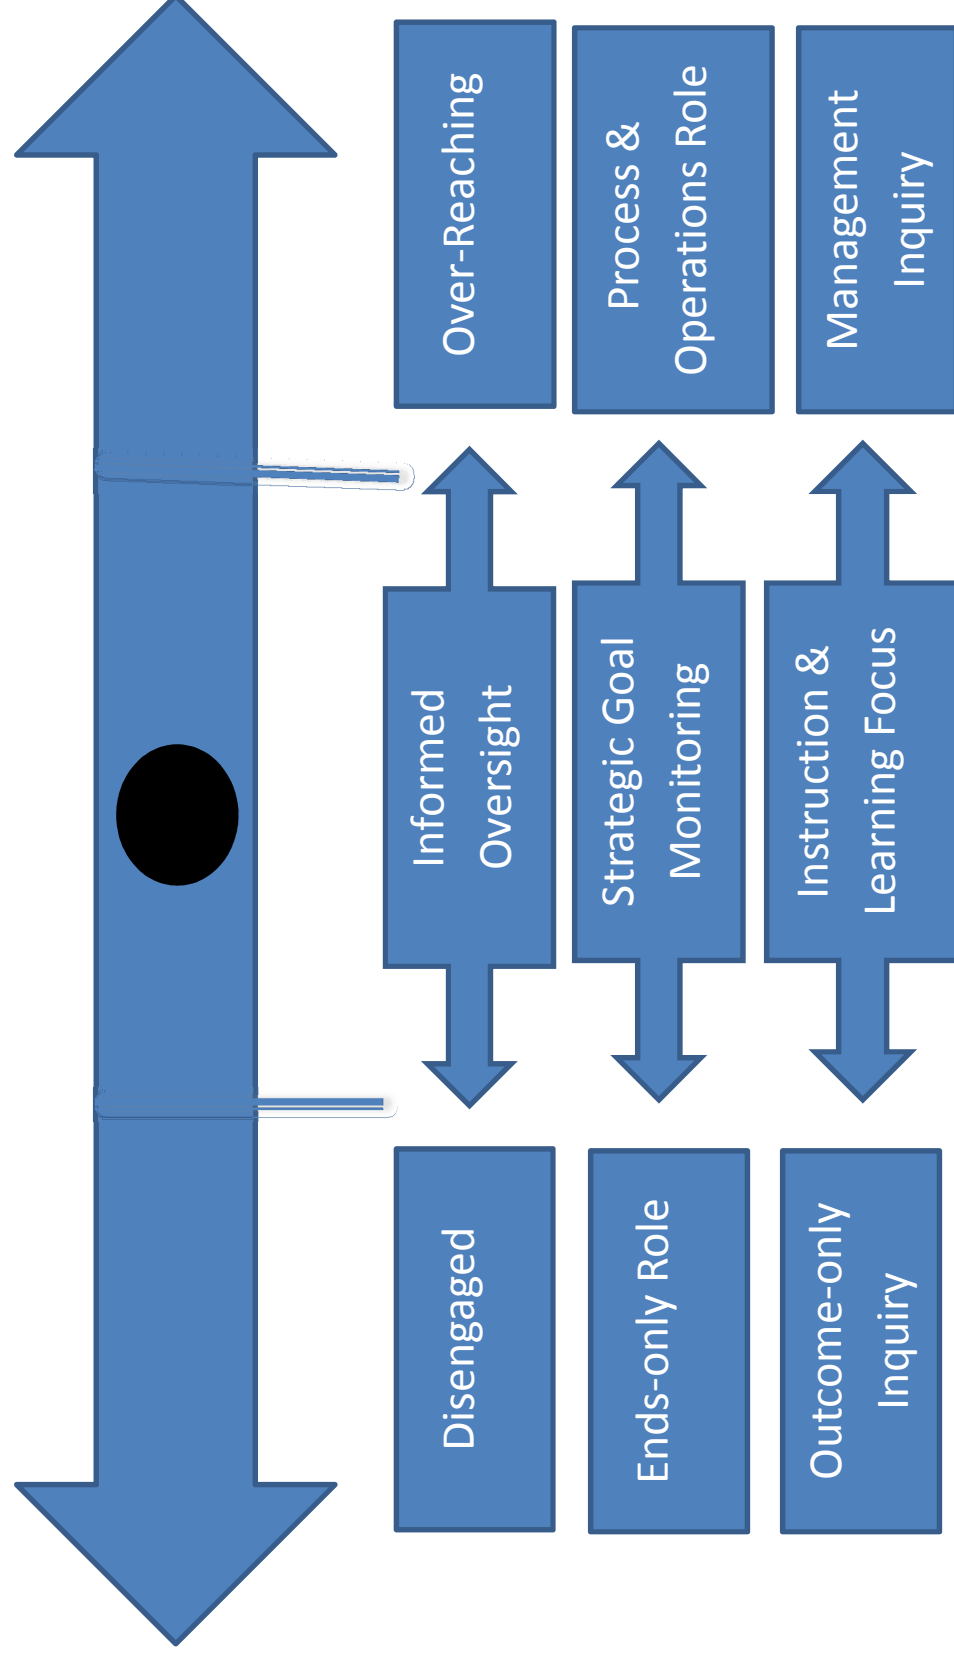 Disengaged
Informed
Oversight
Over-Reaching
Ends-only Role
Strategic Goal
Monitoring
Process &
Operations Role
Outcome-only
Inquiry
Instruction &
Learning Focus
Management
Inquiry